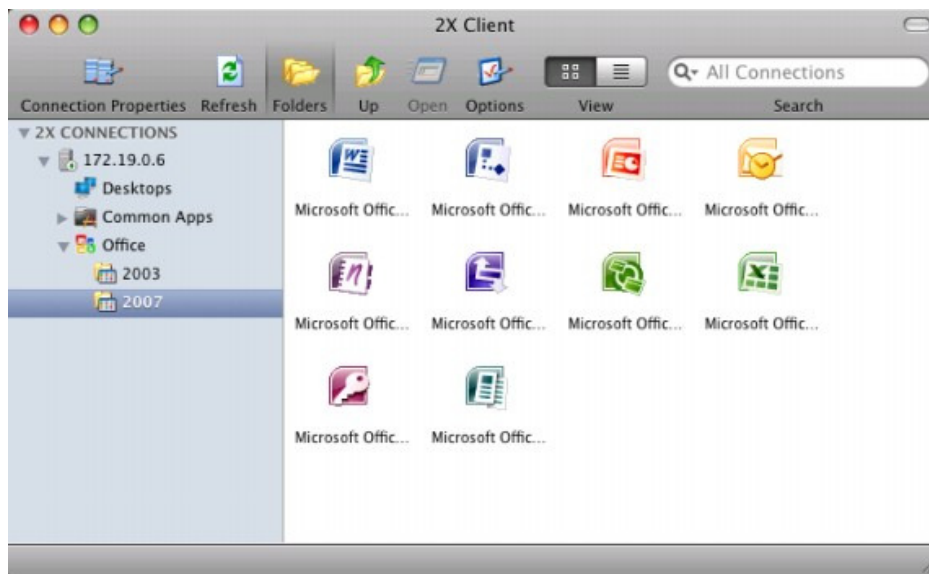 2X Client
Connection Properties Refresh Folders Up Open Options View Search
All Connections
2X CONNECTIONS
172.19.0.6
Desktops
Common Apps
Office
2003
2007
Microsoft Offic... Microsoft Offic... Microsoft Offic... Microsoft Offic...
Microsoft Offic... Microsoft Offic... Microsoft Offic... Microsoft Offic...
Microsoft Offic... Microsoft Offic...